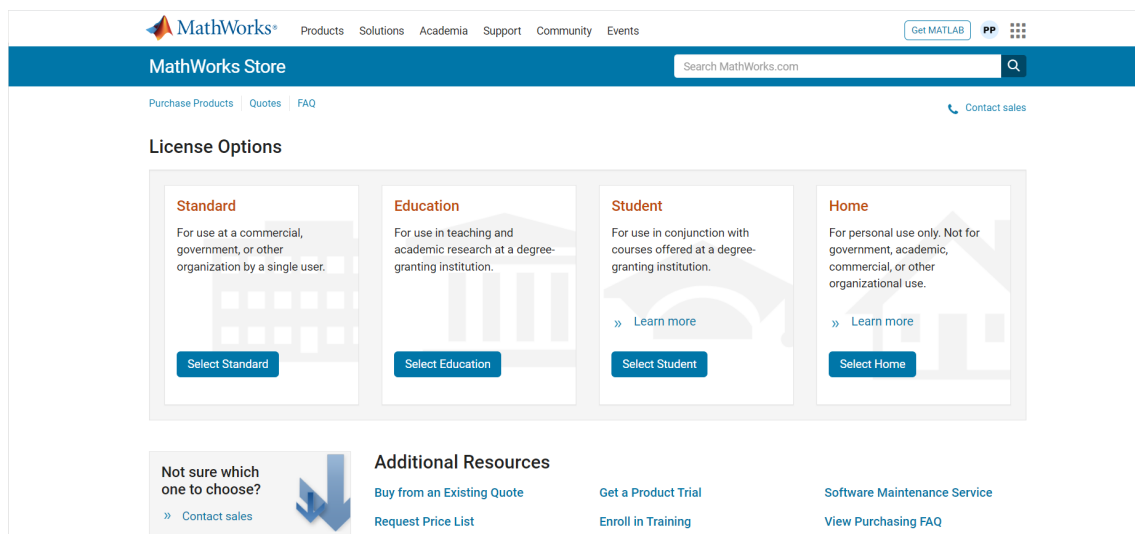 MathWorks®
Products Solutions Academia Support Community Events
Get MATLAB
PP
MathWorks Store
Search MathWorks.com
Purchase Products Quotes FAQ
Contact sales
License Options
Standard
For use at a commercial,
government, or other
organization by a single user.
Select Standard
Education
For use in teaching and
academic research at a degree-
granting institution.
Select Education
Student
For use in conjunction with
courses offered at a degree-
granting institution.
» Learn more
Select Student
Home
For personal use only. Not for
government, academic,
commercial, or other
organizational use.
» Learn more
Select Home
Not sure which
one to choose?
» Contact sales
Additional Resources
Buy from an Existing Quote
Get a Product Trial
Software Maintenance Service
Request Price List
Enroll in Training
View Purchasing FAQ